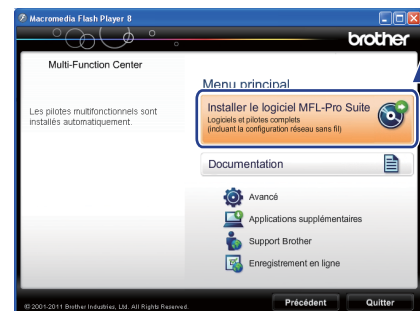 Macromedia Flash Player 8
brother
Multi-Function Center
Menu principal
Les pilotes multifonctionnels sont
installés automatiquement.
Installer le logiciel MFL-Pro Suite
Logiciels et pilotes complets
(incluant la configuration réseau sans fil)
Documentation
Avancé
Applications supplémentaires
Support Brother
Enregistrement en ligne
© 2001-2011 Brother Industries, Ltd. All Rights Reserved.
Précédent
Quitter